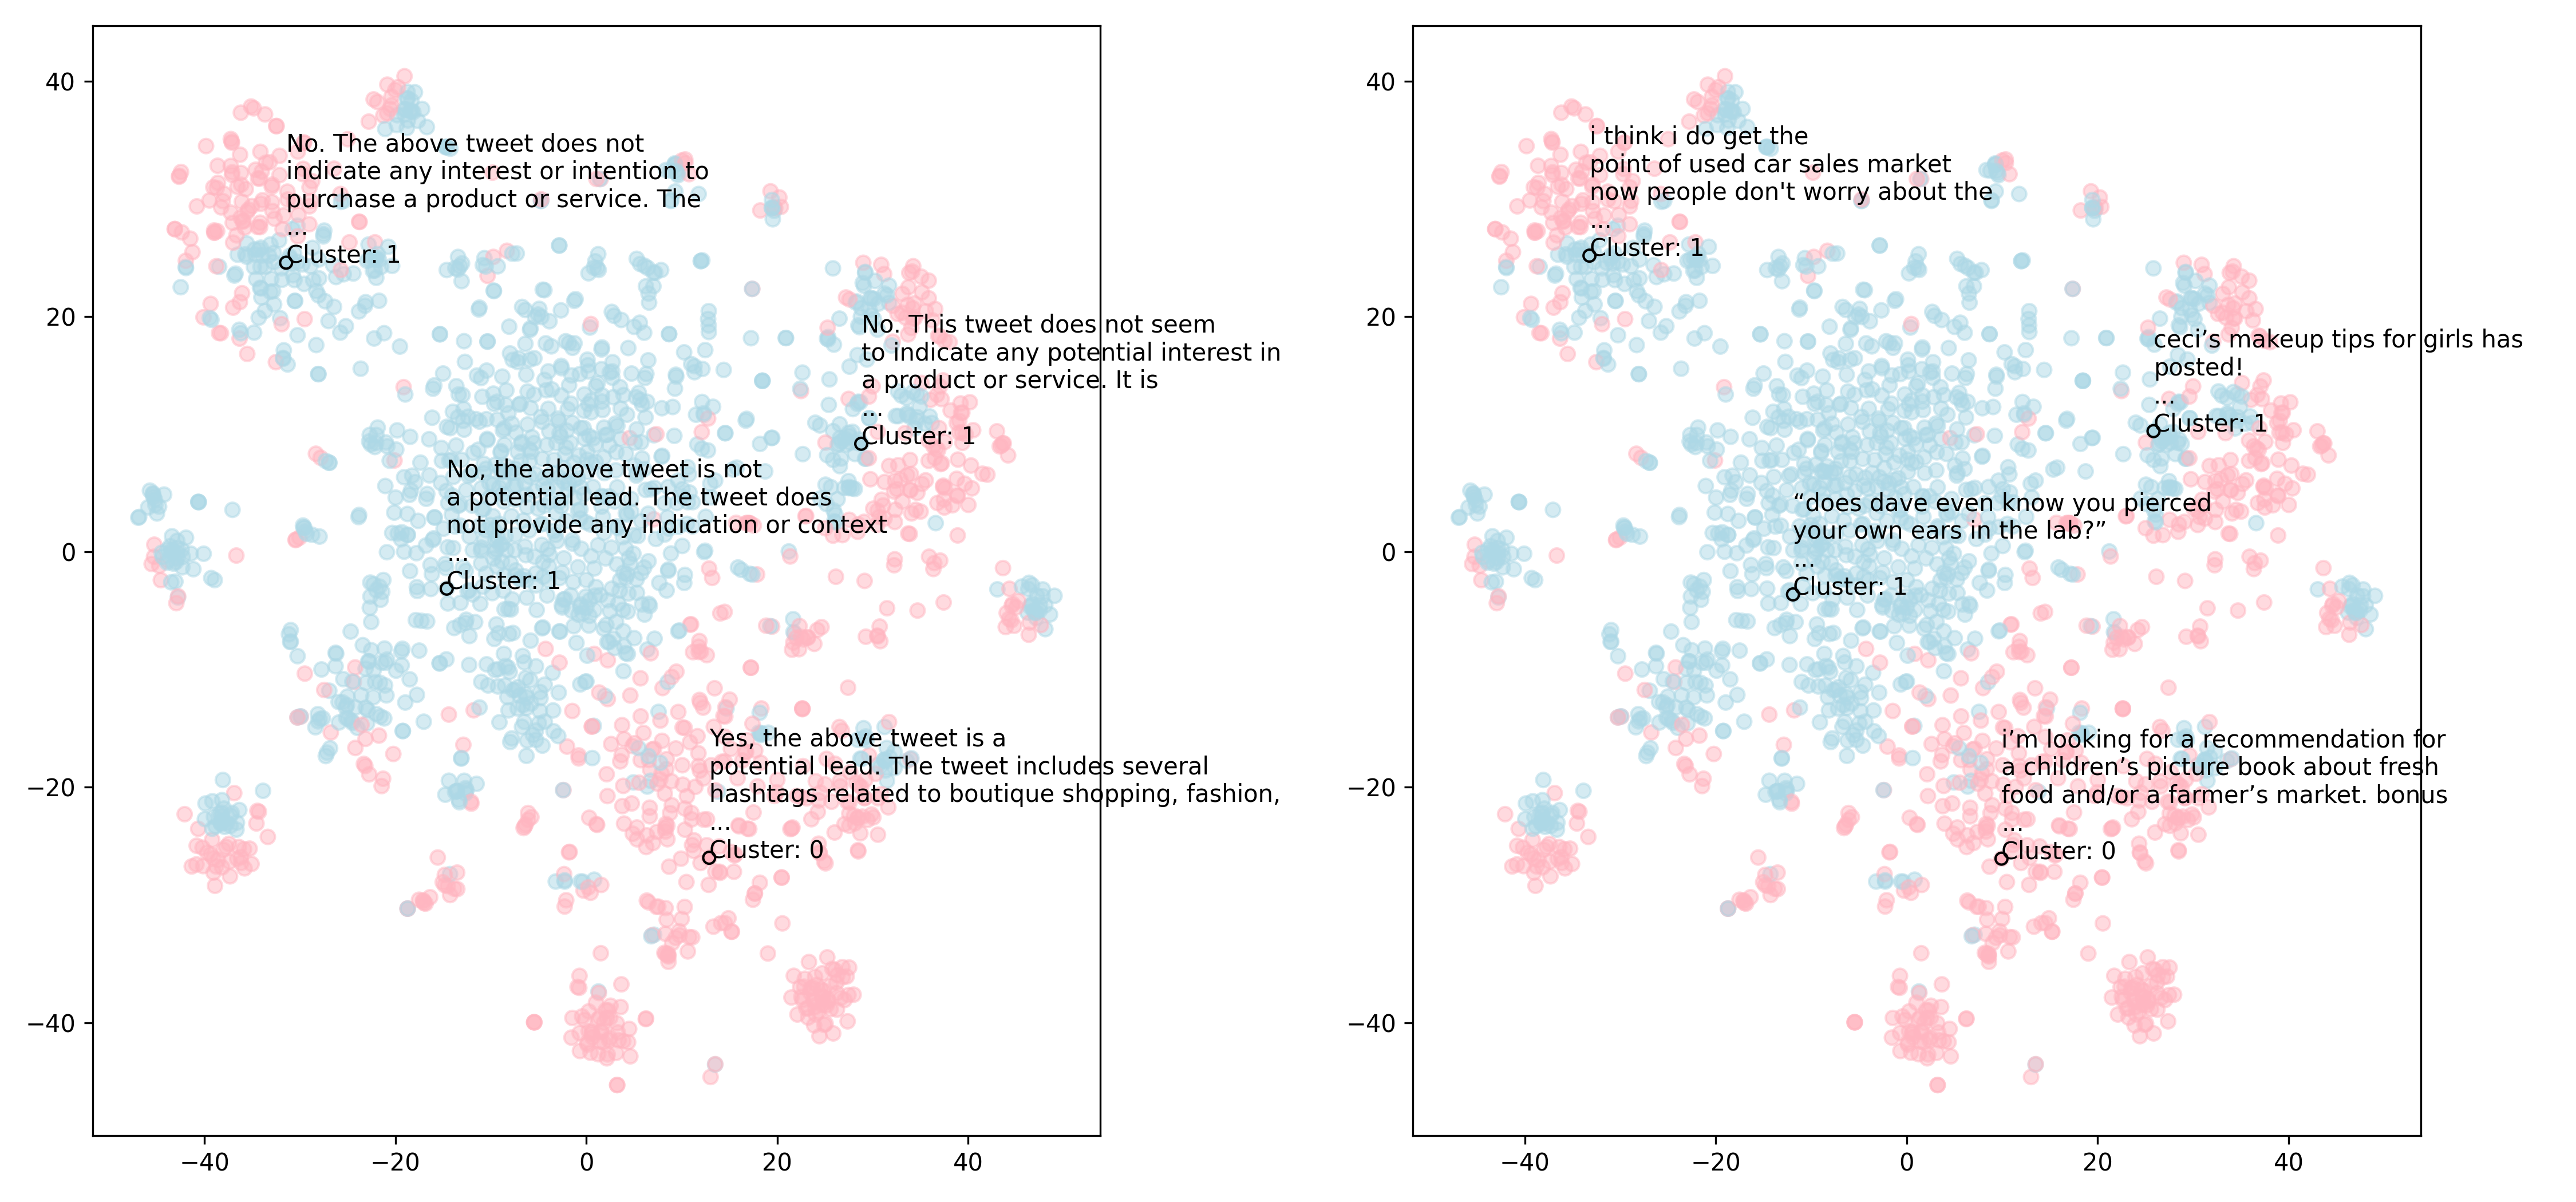 40
20
0
−20
−40
−40
−20
0
20
40
No. The above tweet does not
indicate any interest or intention to
purchase a product or service. The
...
Cluster: 1
No. This tweet does not seem
to indicate any potential interest in
a product or service. It is
...
Cluster: 1
No, the above tweet is not
a potential lead. The tweet does
not provide any indication or context
...
Cluster: 1
Yes, the above tweet is a
potential lead. The tweet includes several
hashtags related to boutique shopping, fashion,
...
Cluster: 0
40
20
0
−20
−40
−40
−20
0
20
40
i think i do get the
point of used car sales market
now people don't worry about the
...
Cluster: 1
ceci’s makeup tips for girls has
posted!
...
Cluster: 1
“does dave even know you pierced
your own ears in the lab?”
...
Cluster: 1
i’m looking for a recommendation for
a children’s picture book about fresh
food and/or a farmer’s market. bonus
...
Cluster: 0